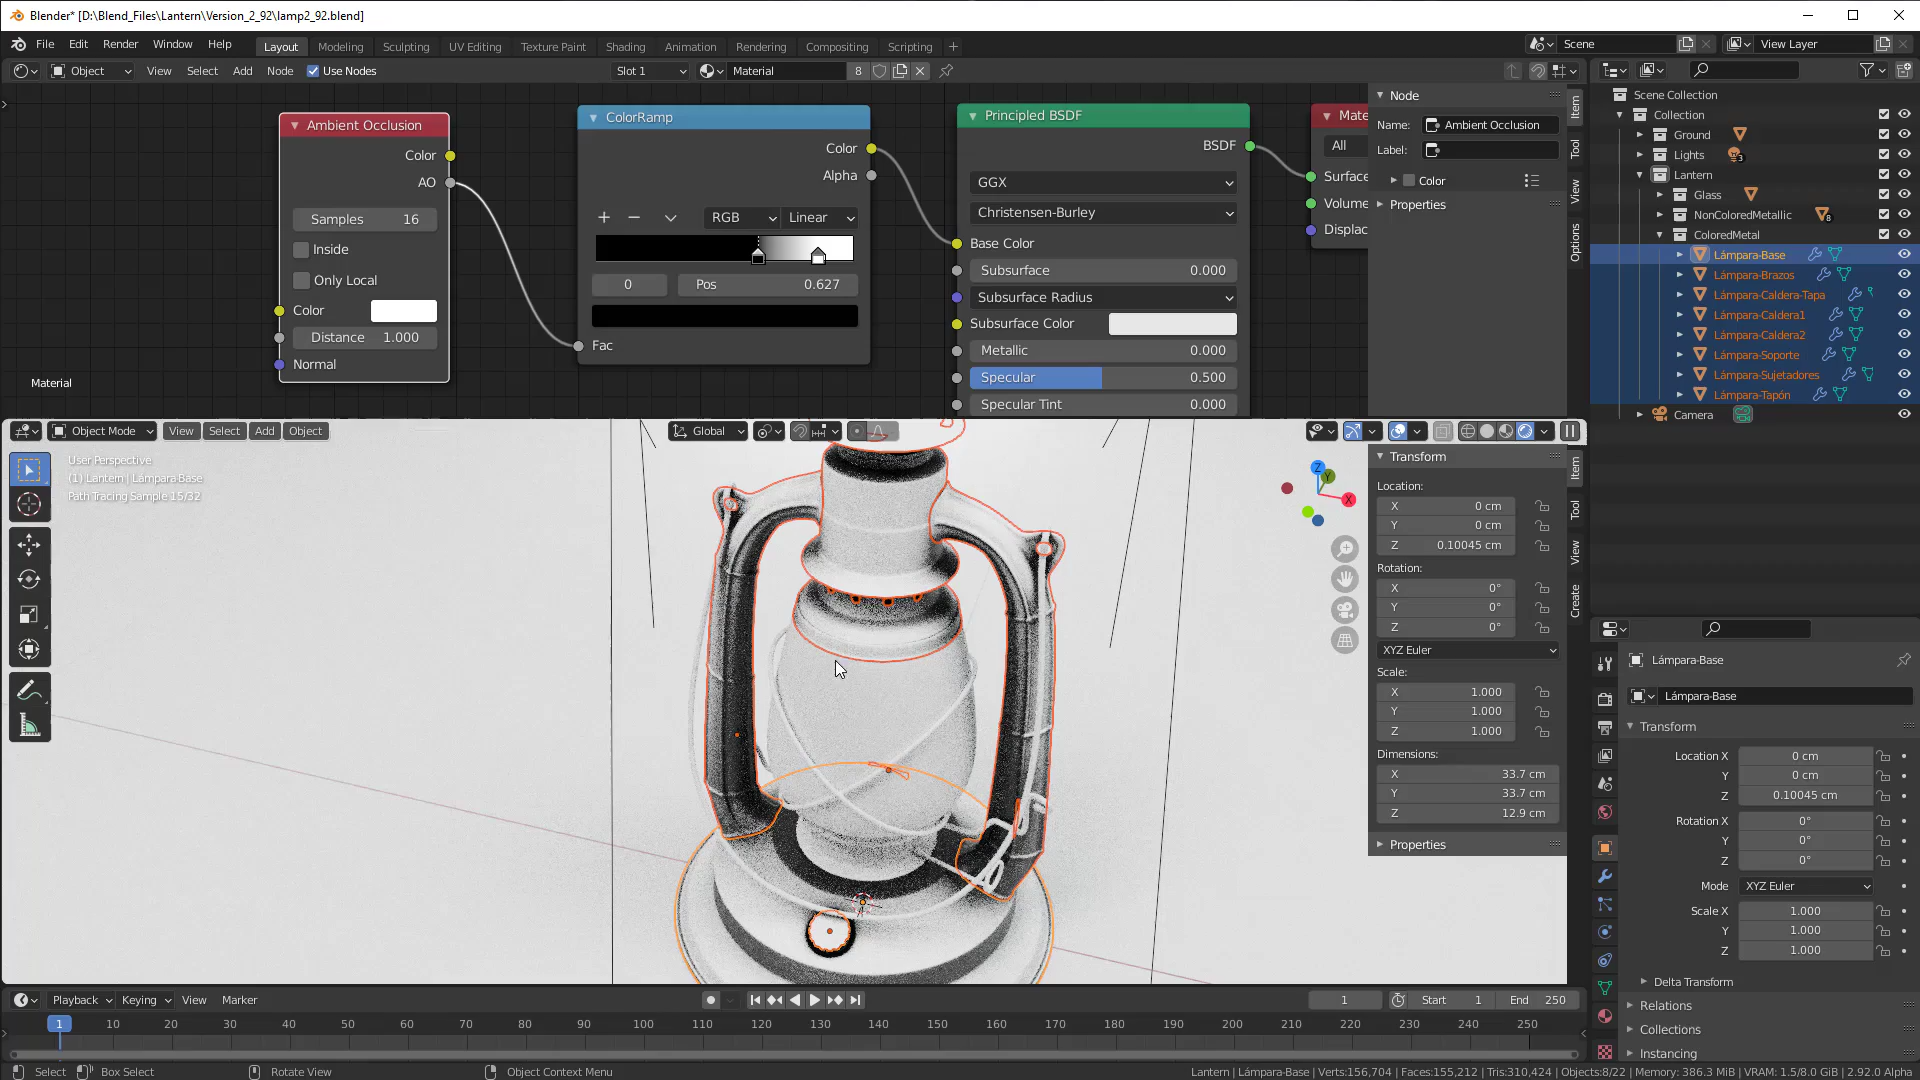 Blender* [D:\Blend_Files\Lantern\Version_2_92\lamp2_92.blend]
File Edit Render Window Help Layout Modeling Sculpting UV Editing Texture Paint Shading Animation Rendering Compositing Scripting + Scene View Layer
Object View Select Add Node Use Nodes Slot 1 Material 8
Ambient Occlusion
Color
AO
Samples 16
Inside
Only Local
Color
Distance 1.000
Normal
Material
ColorRamp
Color
Alpha
RGB Linear
0 Pos 0.627
Fac
Principled BSDF
BSDF
GGX
Christensen-Burley
Base Color
Subsurface 0.000
Subsurface Radius
Subsurface Color
Metallic 0.000
Specular 0.500
Specular Tint 0.000
Mate
All
Surface
Volume
Displac
Node
Name: Ambient Occlusion
Label:
Color
Properties
Item
Tool
View
Options
Scene Collection
Collection
Ground
Lights 3
Lantern
Glass
NonColoredMetallic 8
ColoredMetal
Lámpara-Base
Lámpara-Brazos
Lámpara-Caldera-Tapa
Lámpara-Caldera1
Lámpara-Caldera2
Lámpara-Soporte
Lámpara-Sujetadores
Lámpara-Tapón
Camera
Object Mode View Select Add Object Global
User Perspective
(1) Lantern | Lámpara Base
Path Tracing Sample 15/32
Z
Y
X
Transform
Location:
X 0 cm
Y 0 cm
Z 0.10045 cm
Rotation:
X 0°
Y 0°
Z 0°
XYZ Euler
Scale:
X 1.000
Y 1.000
Z 1.000
Dimensions:
X 33.7 cm
Y 33.7 cm
Z 12.9 cm
Properties
Item
Tool
View
Create
Lámpara-Base
Lámpara-Base
Transform
Location X 0 cm
Y 0 cm
Z 0.10045 cm
Rotation X 0°
Y 0°
Z 0°
Mode XYZ Euler
Scale X 1.000
Y 1.000
Z 1.000
Delta Transform
Relations
Collections
Instancing
Playback Keying View Marker 1 Start 1 End 250
1 10 20 30 40 50 60 70 80 90 100 110 120 130 140 150 160 170 180 190 200 210 220 230 240 250
Select Box Select Rotate View Object Context Menu Lantern | Lámpara-Base | Verts:156,704 | Faces:155,212 | Tris:310,424 | Objects:8/22 | Memory: 386.3 MiB | VRAM: 1.5/8.0 GiB | 2.92.0 Alpha